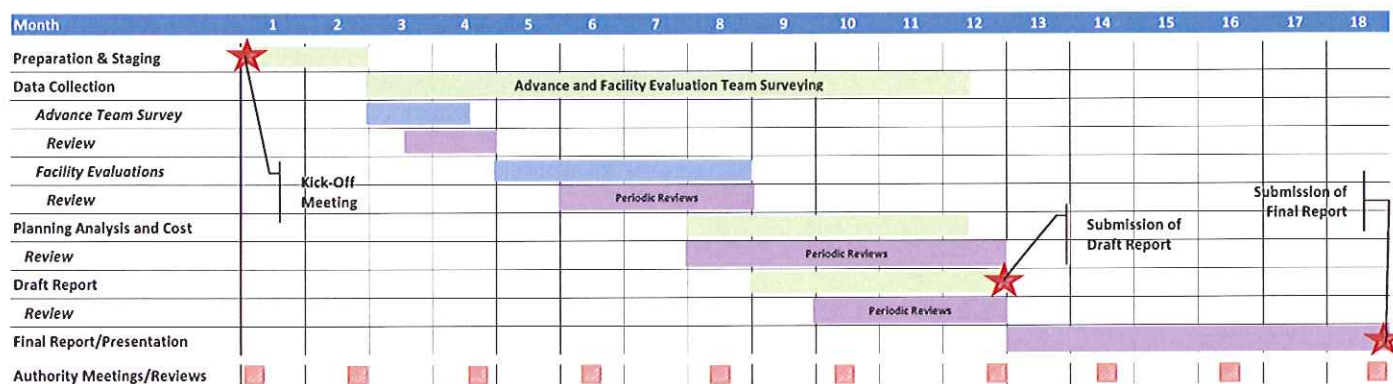 Month 1 2 3 4 5 6 7 8 9 10 11 12 13 14 15 16 17 18
Preparation & Staging
Data Collection Advance and Facility Evaluation Team Surveying
Advance Team Survey
Review
Facility Evaluations
Kick-Off
Meeting
Review Periodic Reviews
Submission of
Final Report
Planning Analysis and Cost
Submission of
Draft Report
Review Periodic Reviews
Draft Report
Review Periodic Reviews
Final Report/Presentation
Authority Meetings/Reviews